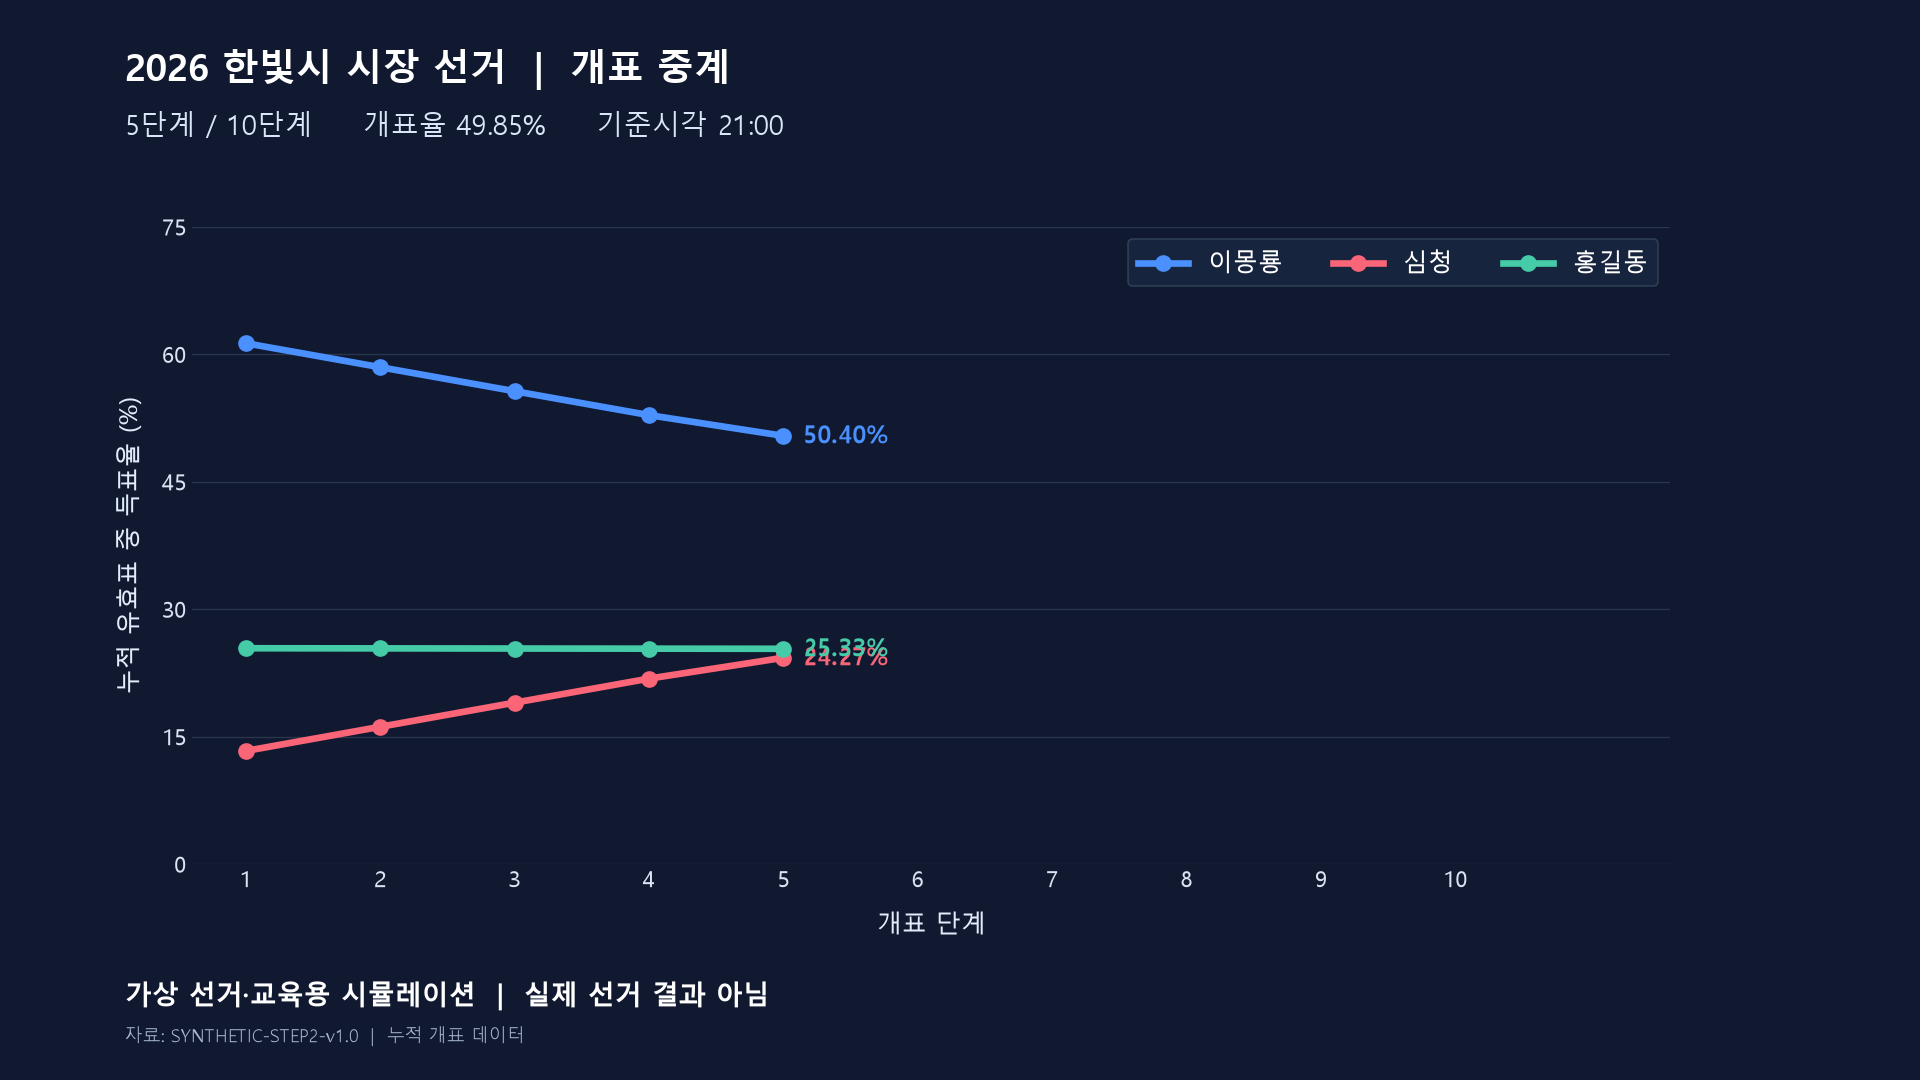 2026 한빛시 시장 선거 | 개표 중계
5단계 / 10단계 개표율 49.85% 기준시각 21:00
75
이몽룡 심청 홍길동
60
50.40%
45
30
25.33%
24.27%
15
0
누적 유효표 중 득표율 (%)
1 2 3 4 5 6 7 8 9 10
개표 단계
가상 선거·교육용 시뮬레이션 | 실제 선거 결과 아님
자료: SYNTHETIC-STEP2-v1.0 | 누적 개표 데이터